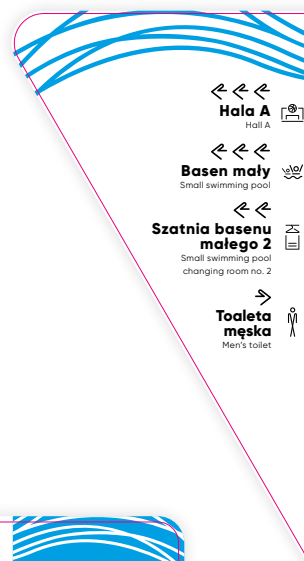 Hala A
Hall A
Basen mały
Small swimming pool
Szatnia basenu
małego 2
Small swimming pool
changing room no. 2
Toaleta
męska
Men's toilet